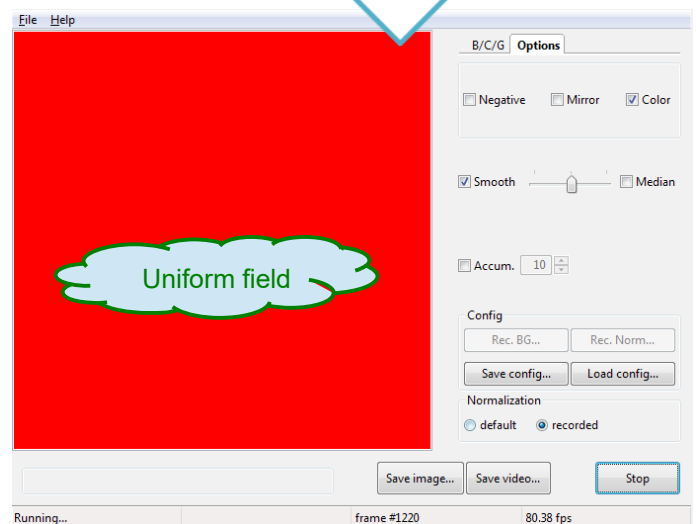 File Help
B/C/G Options
Negative Mirror Color
Smooth Median
Uniform field
Accum. 10
Config
Rec. BG... Rec. Norm...
Save config... Load config...
Normalization
default recorded
Save image... Save video... Stop
Running... frame #1220 80.38 fps